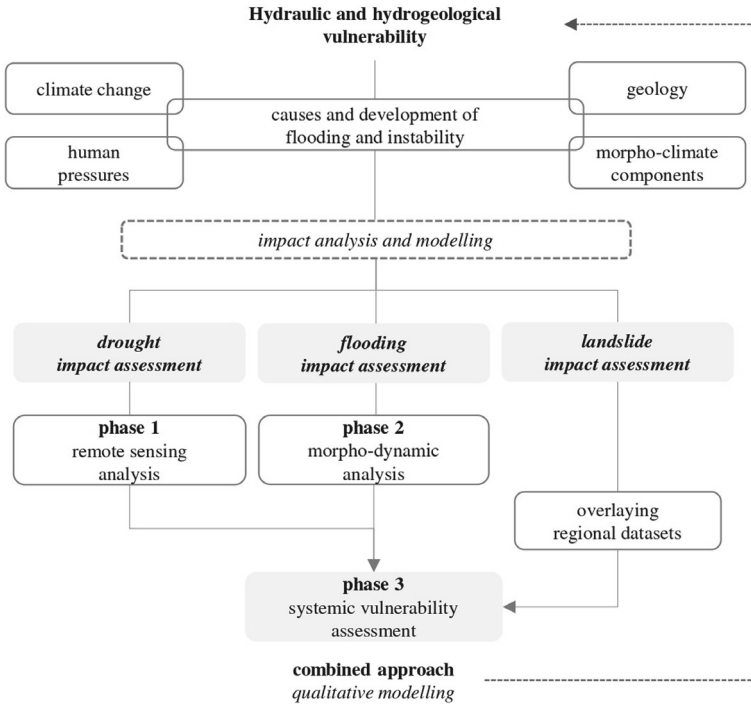 Hydraulic and hydrogeological
vulnerability
climate change
geology
causes and development of
flooding and instability
human
pressures
morpho-climate
components
impact analysis and modelling
drought
impact assessment
flooding
impact assessment
landslide
impact assessment
phase 1
remote sensing
analysis
phase 2
morpho-dynamic
analysis
overlaying
regional datasets
phase 3
systemic vulnerability
assessment
combined approach
qualitative modelling